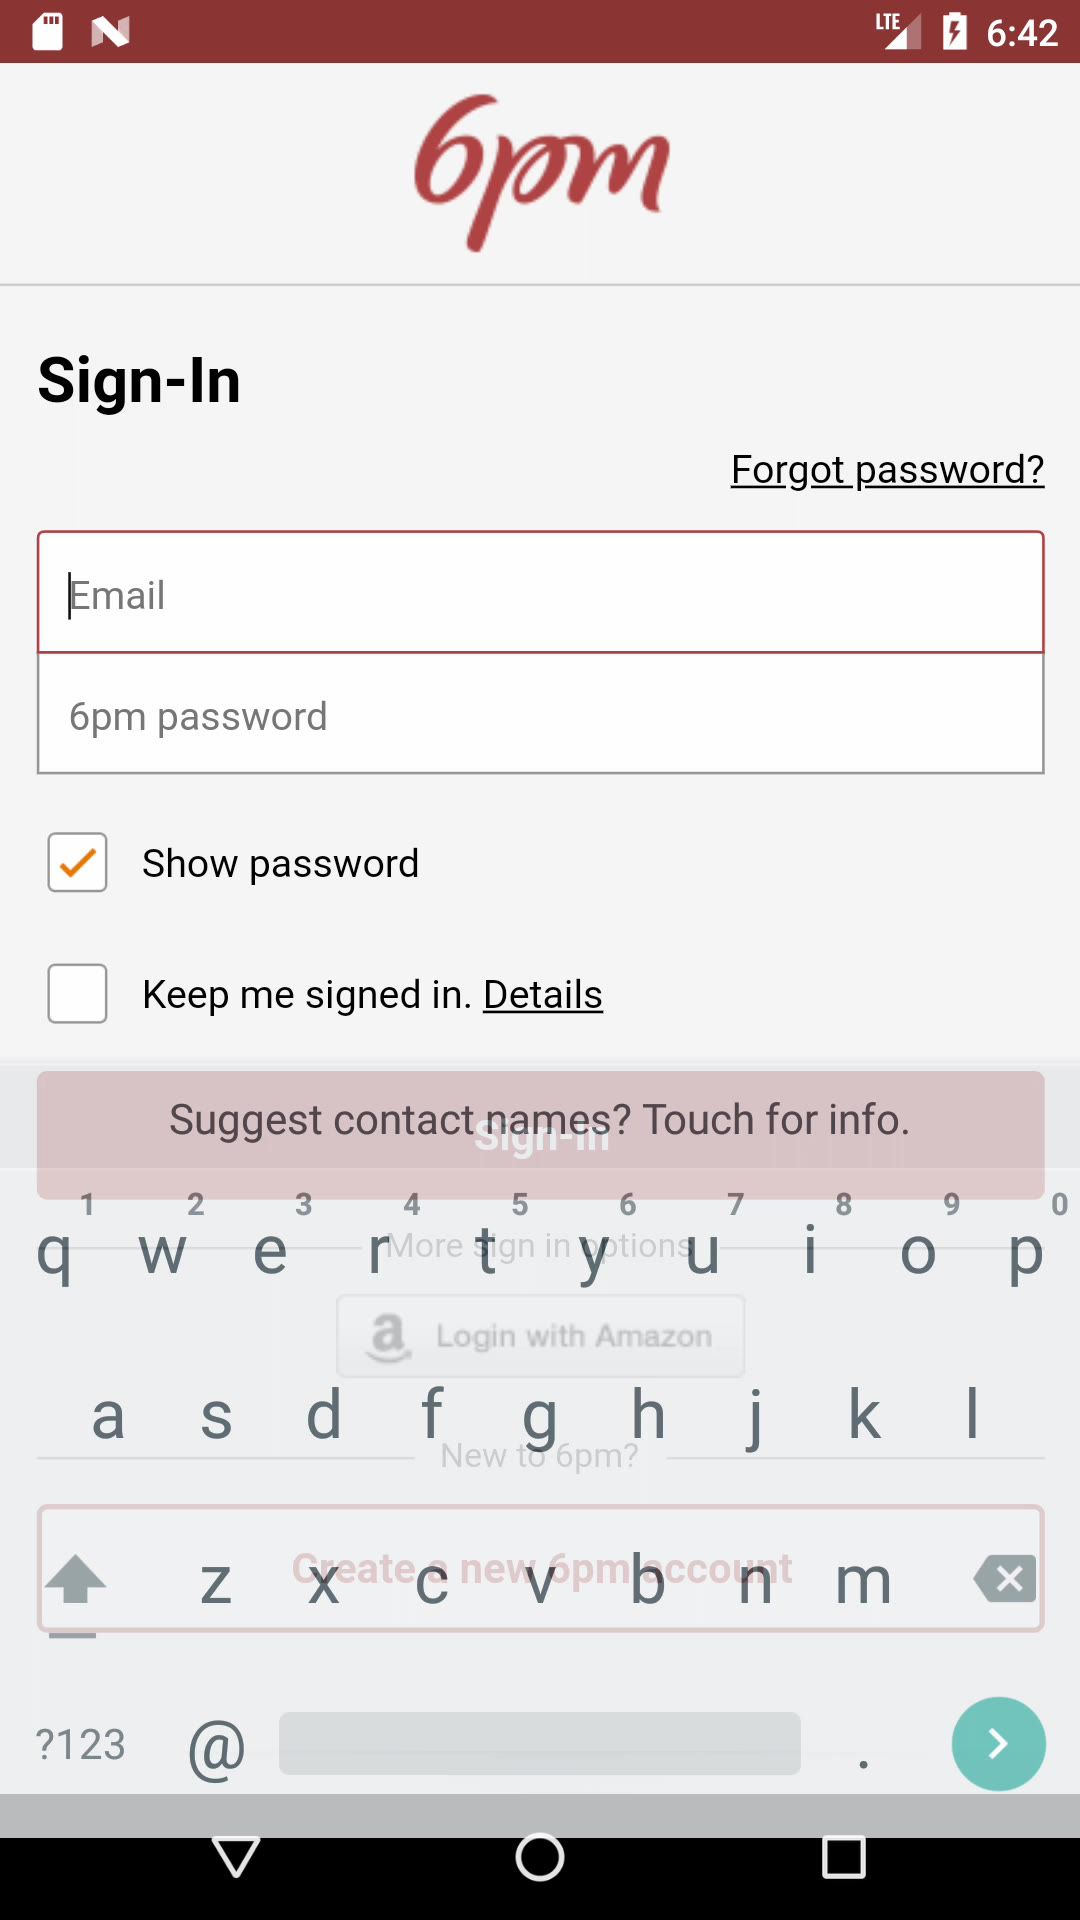 LTE 6:42
6pm
Sign-In
Forgot password?
Email
6pm password
Show password
Keep me signed in. Details
Suggest contact names? Touch for info.
Sign-In
1 2 3 4 5 6 7 8 9 0
q w e r t y u i o p
More sign in options
Login with Amazon
a s d f g h j k l
New to 6pm?
Create a new 6pm account
z x c v b n m
?123 @ .